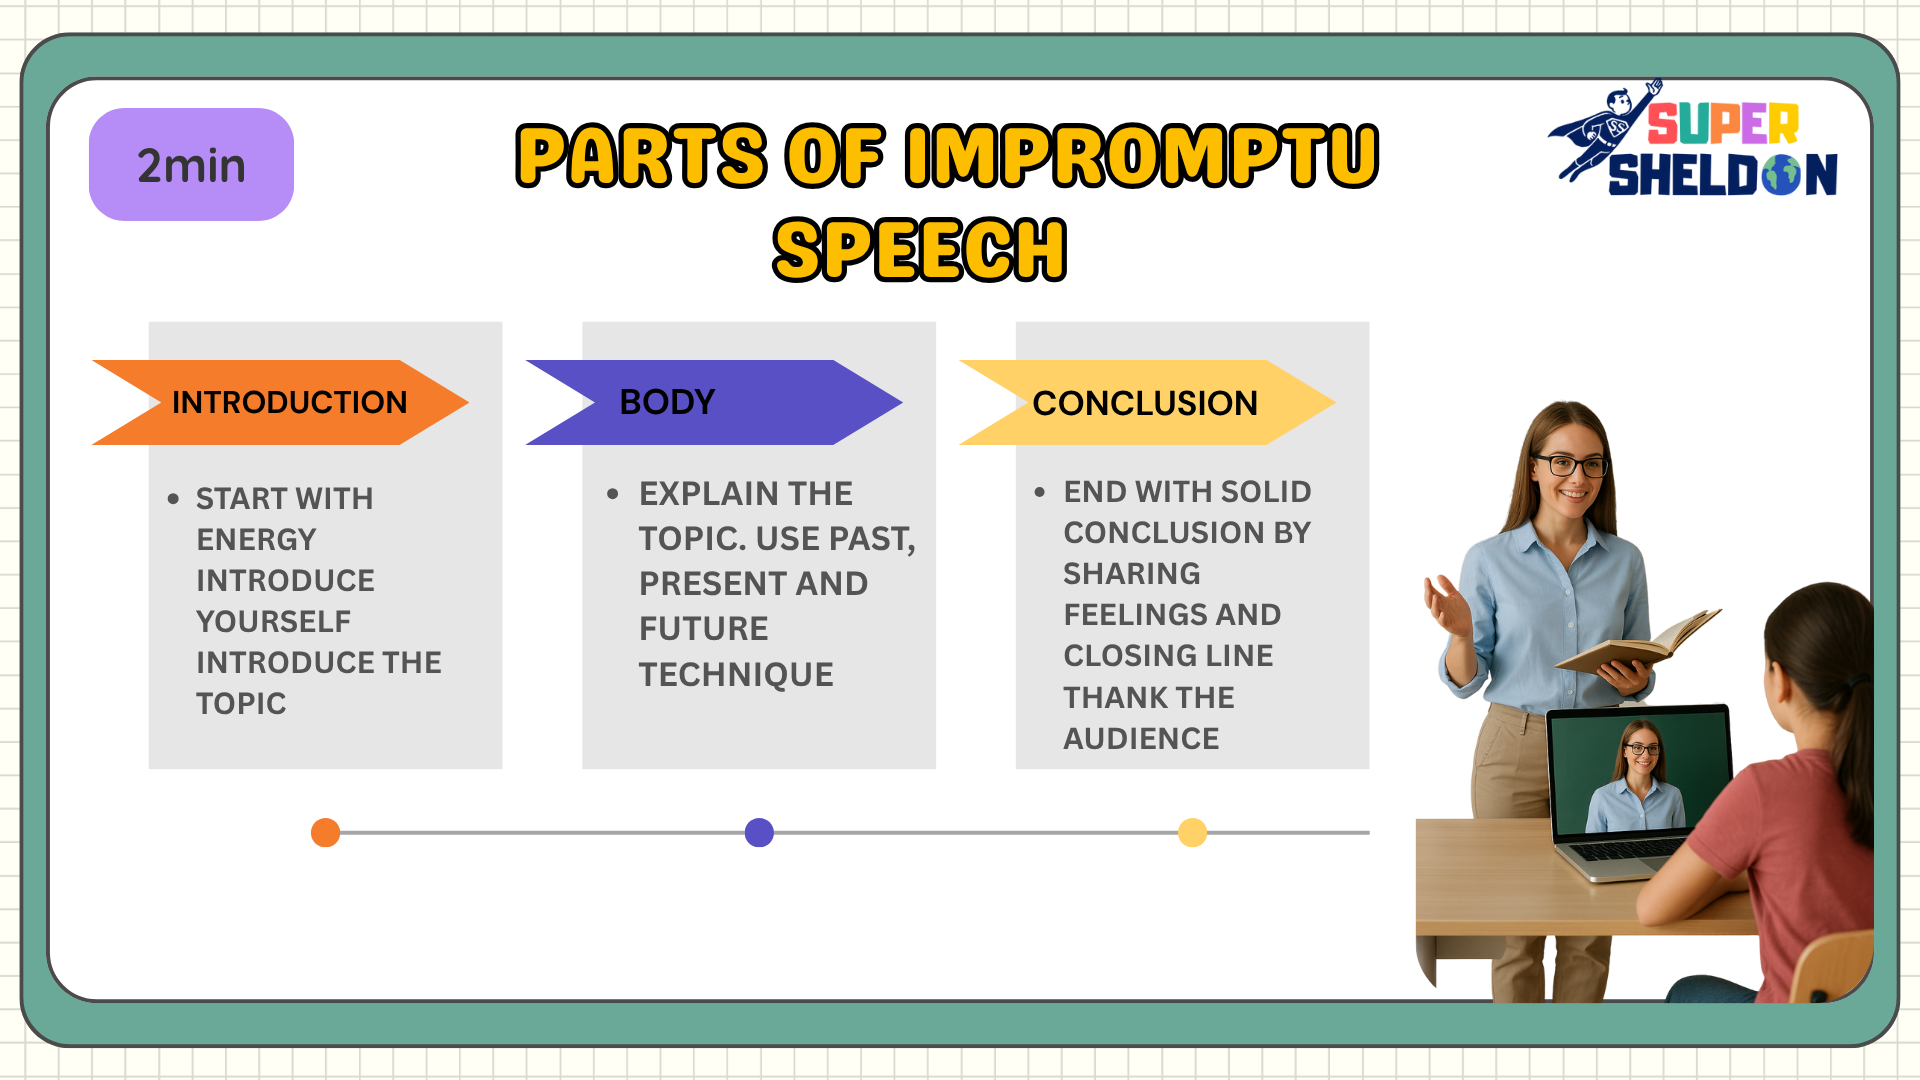 2min
PARTS OF IMPROMPTU
SPEECH
SUPER
SHELDON
INTRODUCTION
• START WITH
ENERGY
INTRODUCE
YOURSELF
INTRODUCE THE
TOPIC
BODY
• EXPLAIN THE
TOPIC. USE PAST,
PRESENT AND
FUTURE
TECHNIQUE
CONCLUSION
• END WITH SOLID
CONCLUSION BY
SHARING
FEELINGS AND
CLOSING LINE
THANK THE
AUDIENCE